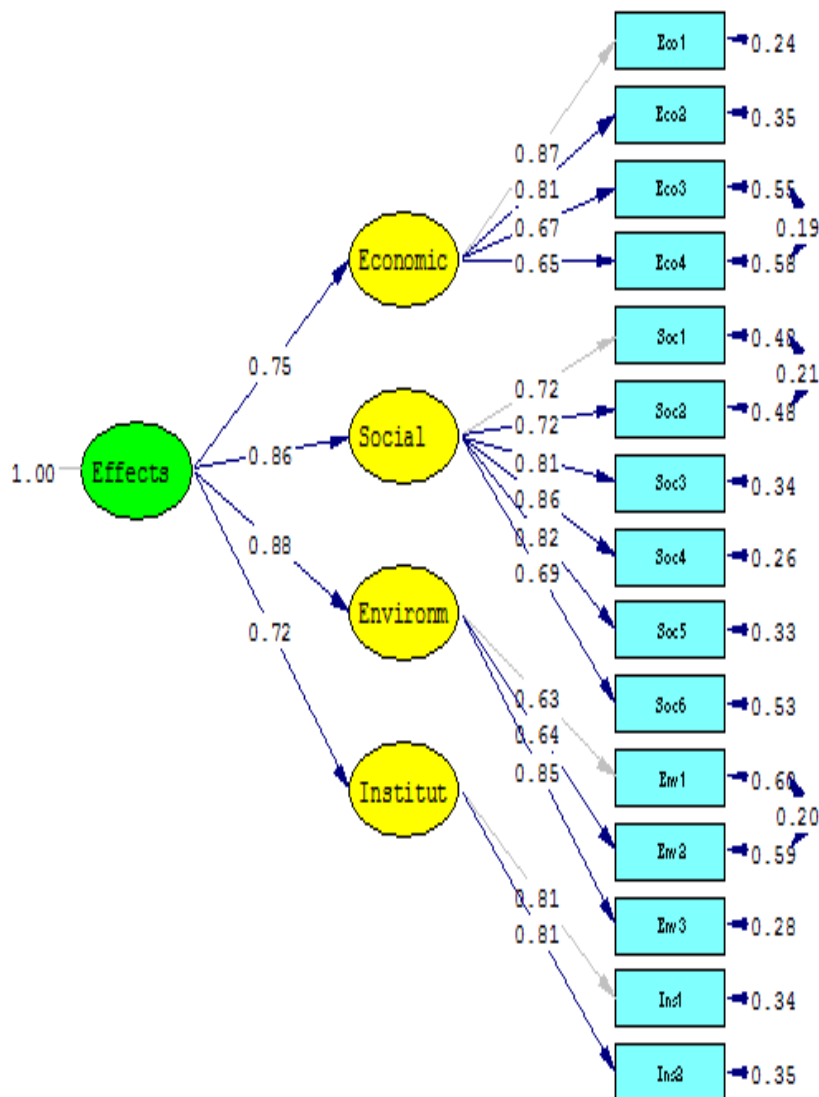 Eco1
0.24
Eco2
0.35
0.87
0.81
Eco3
0.55
0.67
0.19
Economic
0.65
Eco4
0.58
Soc1
0.48
0.75
0.21
0.72
Soc2
0.48
0.72
Social
0.86
0.81
1.00
Effects
Soc3
0.34
0.86
0.82
0.88
Soc4
0.26
0.69
Environm
Soc5
0.33
0.72
0.63
Soc6
0.53
0.64
0.85
Env1
0.60
Institut
0.20
Env2
0.59
0.81
Env3
0.28
0.81
Ins1
0.34
Ins2
0.35